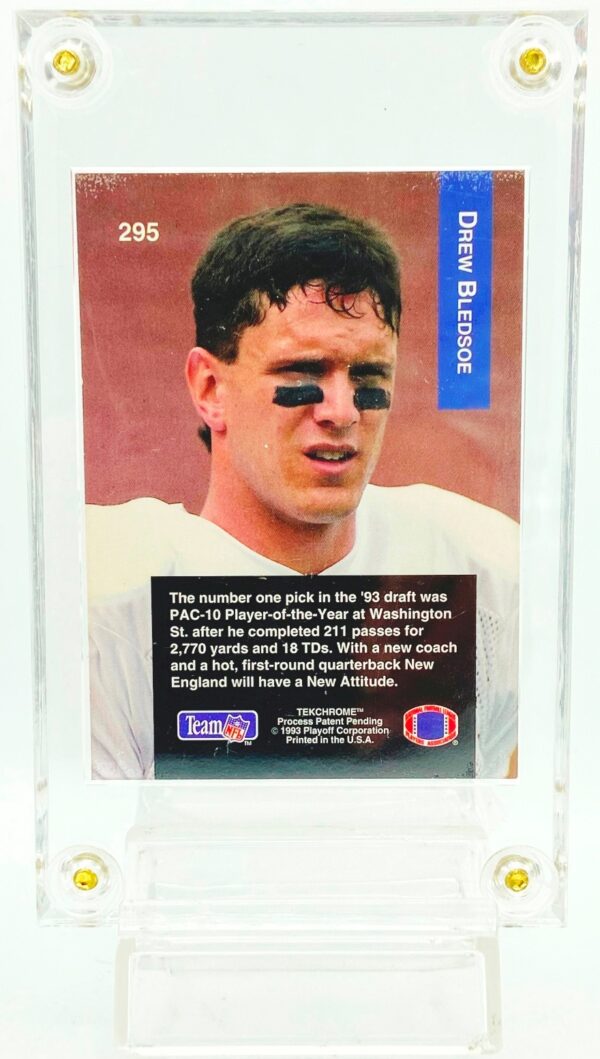 295
DREW BLEDSOE
The number one pick in the '93 draft was
PAC-10 Player-of-the-Year at Washington
St. after he completed 211 passes for
2,770 yards and 18 TDs. With a new coach
and a hot, first-round quarterback New
England will have a New Attitude.
Team NFL TM
TEKCHROME™
Process Patent Pending
© 1993 Playoff Corporation
Printed in the U.S.A.
®